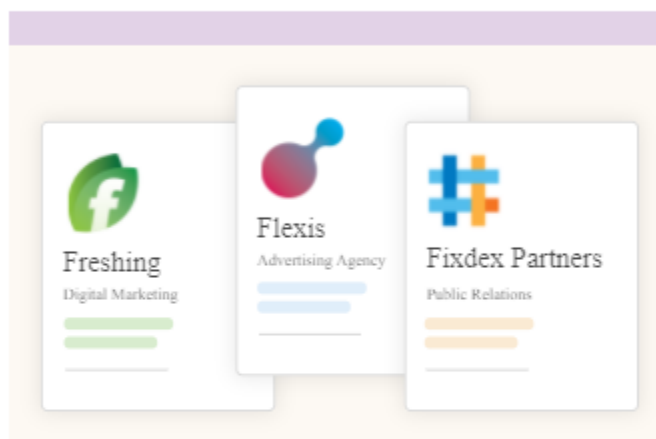 f
Freshing
Digital Marketing
Flexis
Advertising Agency
Fixdex Partners
Public Relations